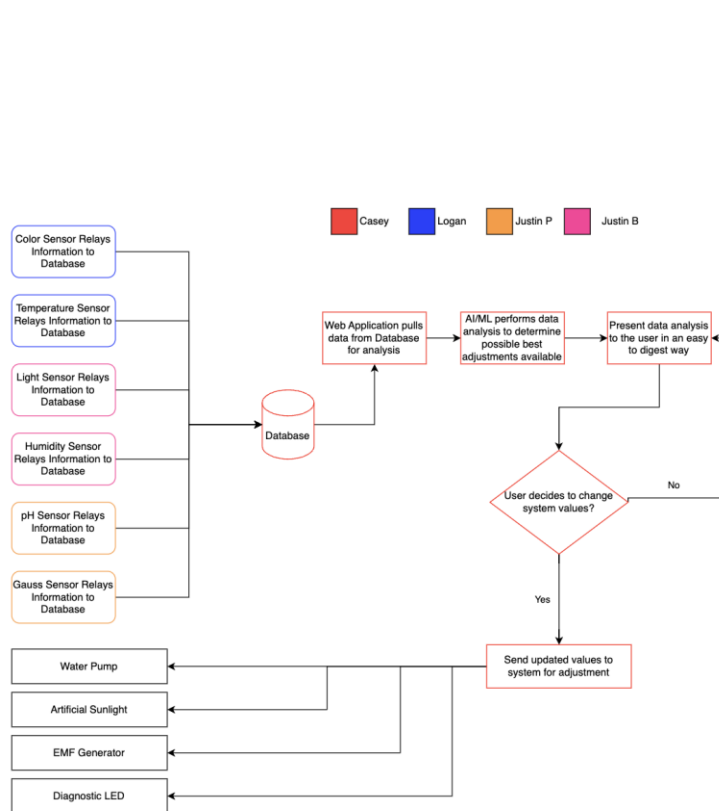 Casey
Logan
Justin P
Justin B
Color Sensor Relays
Information to
Database
Temperature Sensor
Relays Information to
Database
Light Sensor Relays
Information to
Database
Humidity Sensor
Relays Information to
Database
pH Sensor Relays
Information to
Database
Gauss Sensor Relays
Information to
Database
Database
Web Application pulls
data from Database
for analysis
AI/ML performs data
analysis to determine
possible best
adjustments available
Present data analysis
to the user in an easy
to digest way
User decides to change
system values?
No
Yes
Send updated values to
system for adjustment
Water Pump
Artificial Sunlight
EMF Generator
Diagnostic LED